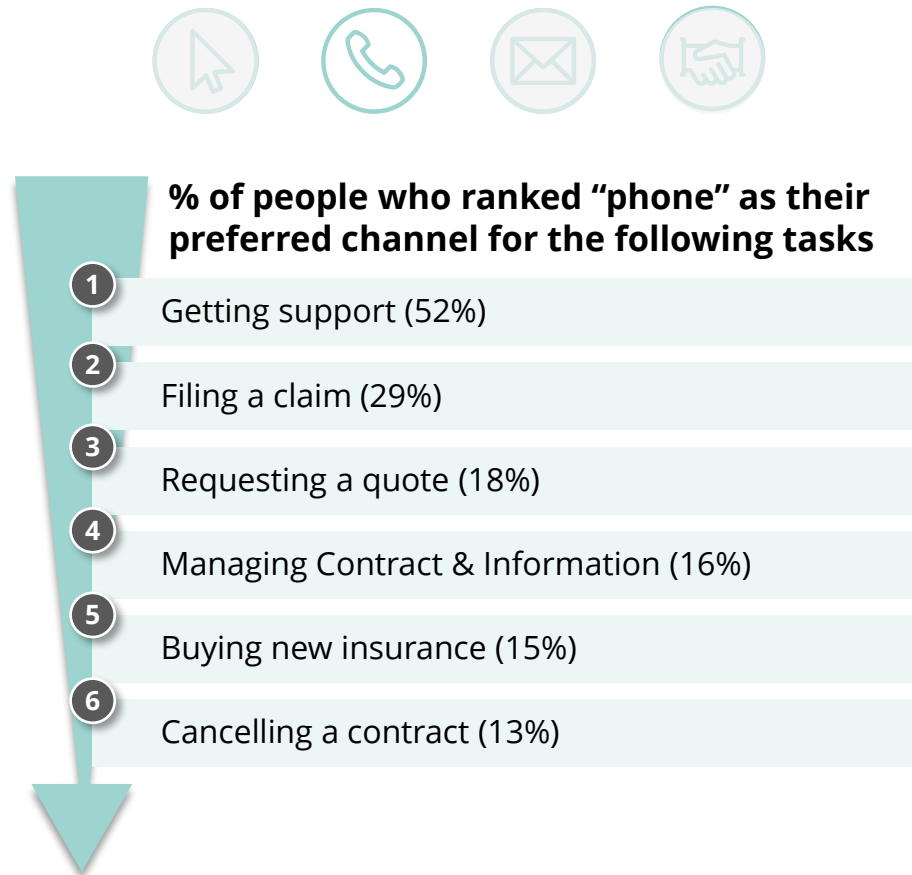 % of people who ranked “phone” as their
preferred channel for the following tasks
1
Getting support (52%)
2
Filing a claim (29%)
3
Requesting a quote (18%)
4
Managing Contract & Information (16%)
5
Buying new insurance (15%)
6
Cancelling a contract (13%)